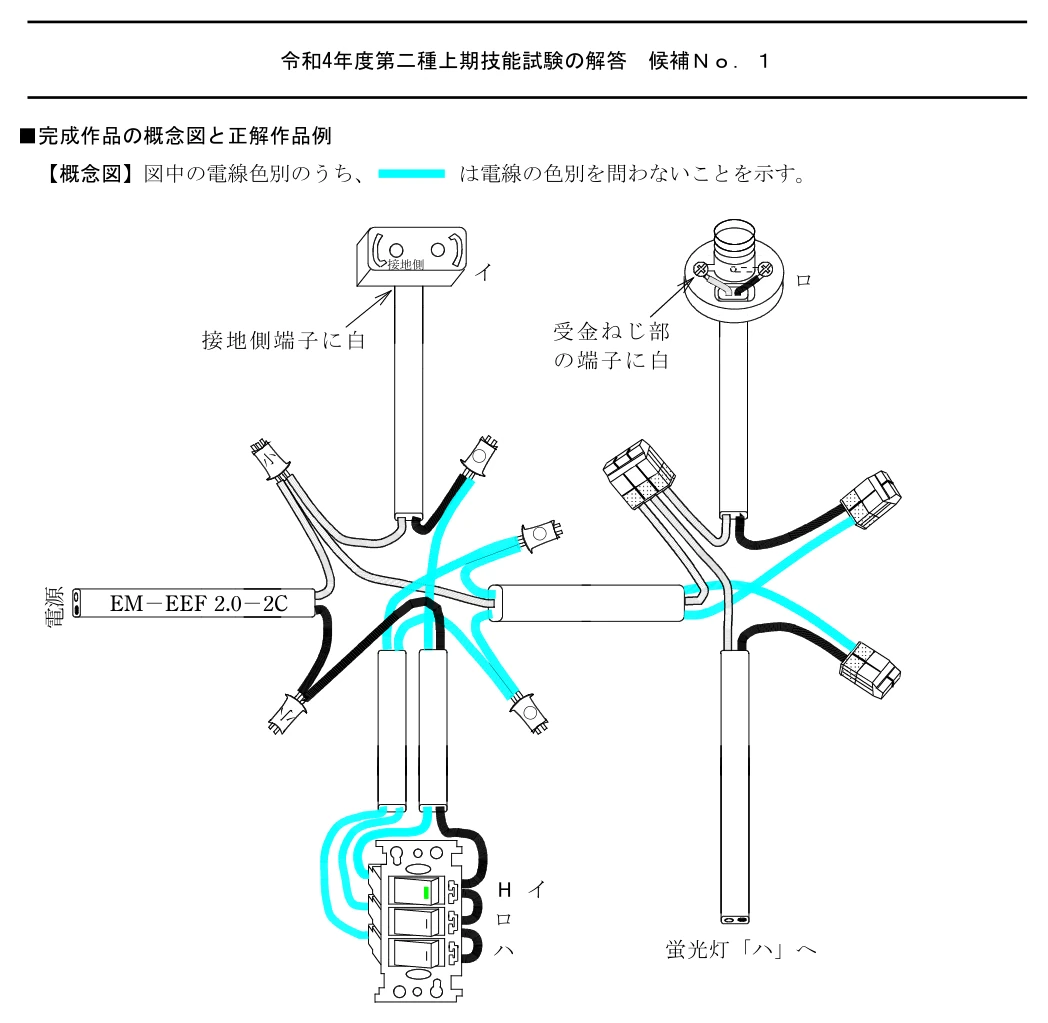 令和4年度第二種上期技能試験の解答　候補Ｎｏ．１
■完成作品の概念図と正解作品例
【概念図】図中の電線色別のうち、 は電線の色別を問わないことを示す。
接地側
イ
ロ
接地側端子に白
受金ねじ部
の端子に白
小
○
○
電源
EM－EEF 2.0－2C
小
○
H イ
ロ
ハ
蛍光灯「ハ」へ